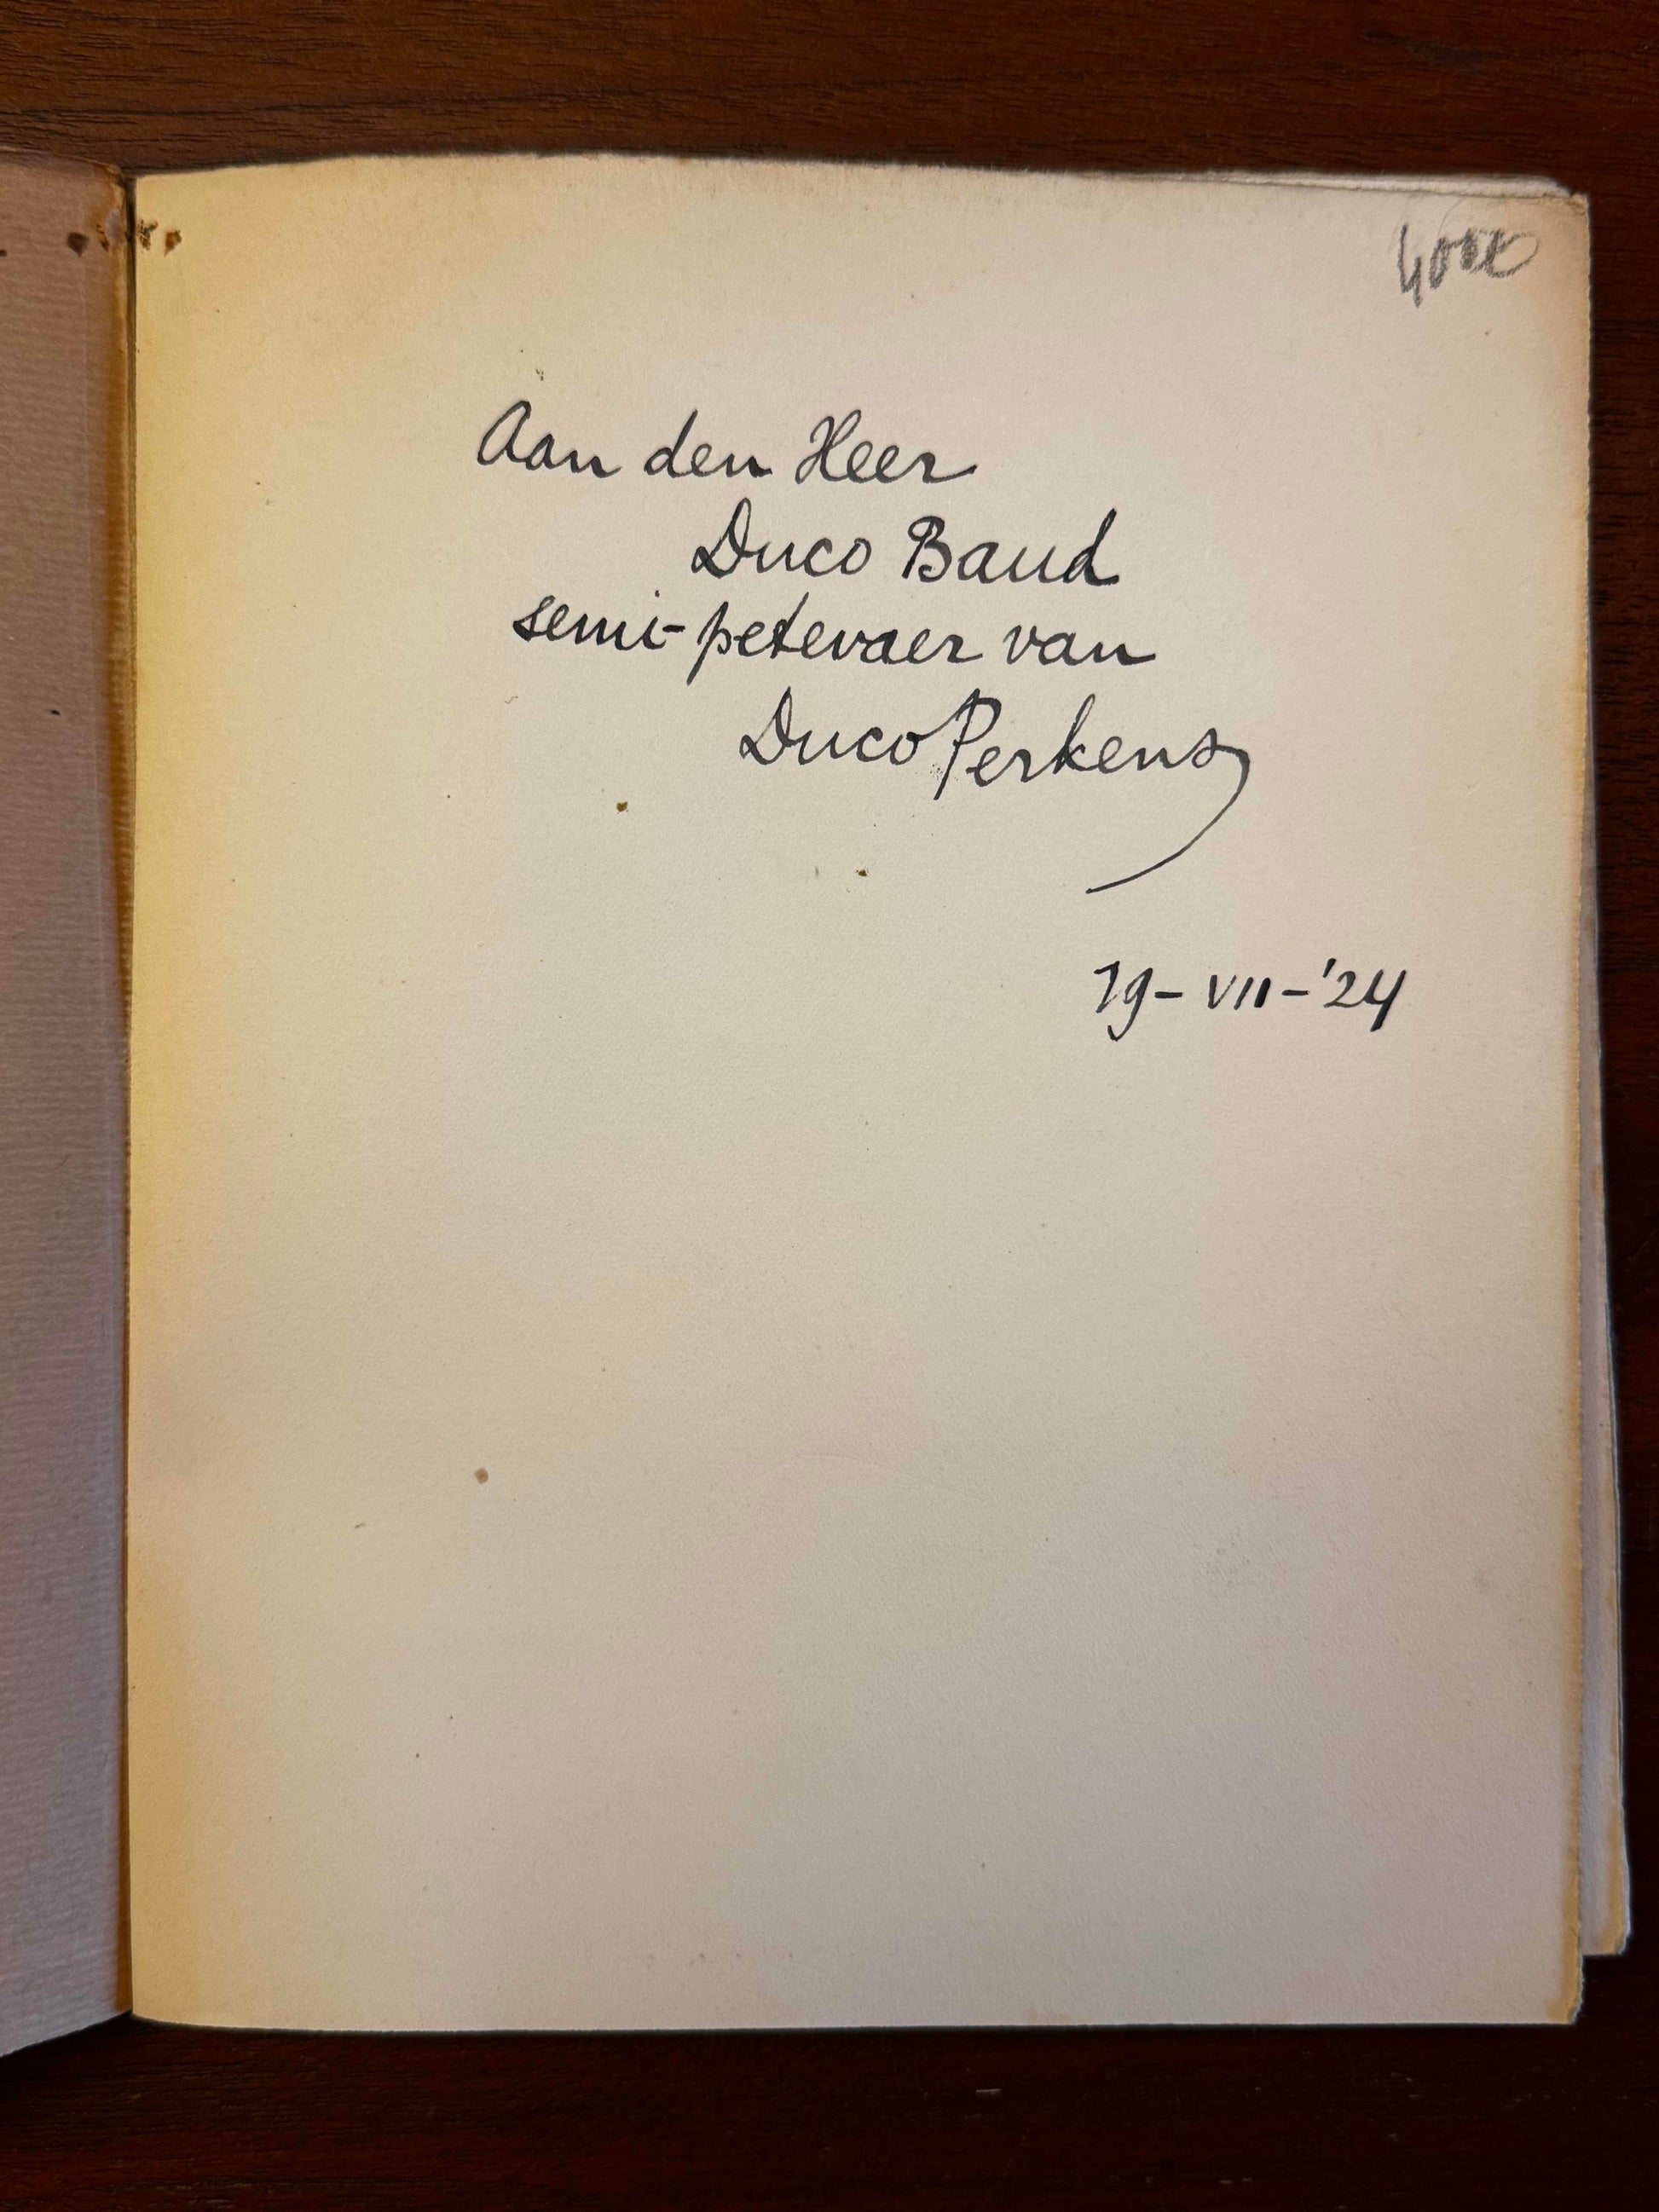 Aan den Heer
Duco Baud
semi-petevaer van
Duco Perkens
19-VII-'24